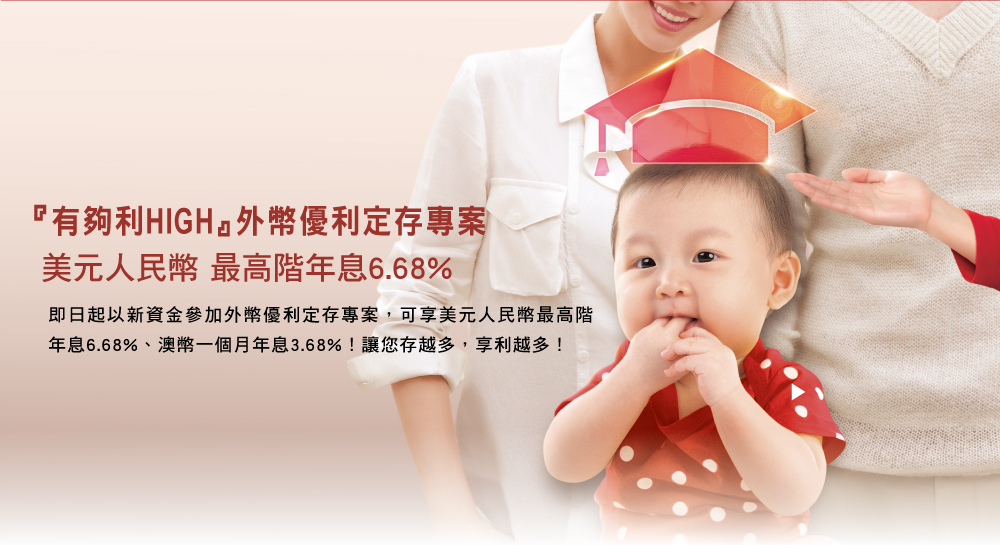 『有夠利HIGH』外幣優利定存專案
美元人民幣 最高階年息6.68%
即日起以新資金參加外幣優利定存專案，可享美元人民幣最高階
年息6.68%、澳幣一個月年息3.68%！讓您存越多，享利越多！